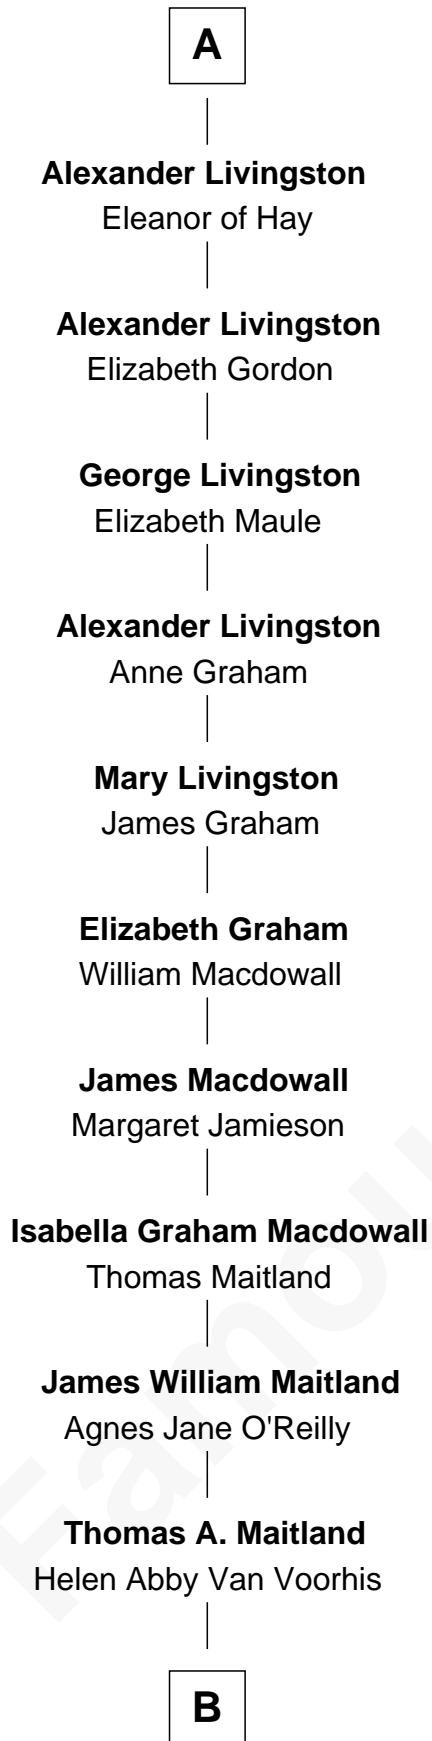 A
Alexander Livingston
Eleanor of Hay
Alexander Livingston
Elizabeth Gordon
George Livingston
Elizabeth Maule
Alexander Livingston
Anne Graham
Mary Livingston
James Graham
Elizabeth Graham
William Macdowall
James Macdowall
Margaret Jamieson
Isabella Graham Macdowall
Thomas Maitland
James William Maitland
Agnes Jane O'Reilly
Thomas A. Maitland
Helen Abby Van Voorhis
B
Famou